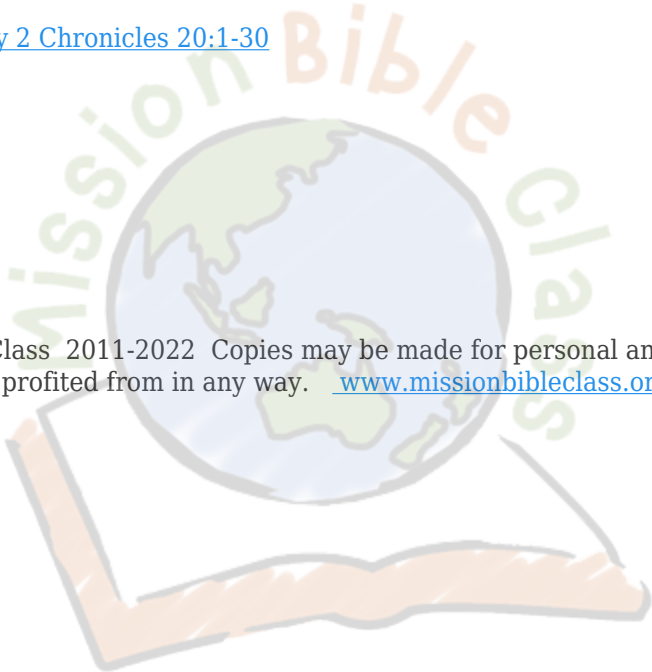 y 2 Chronicles 20:1-30
Mission Bible Class
Class 2011-2022 Copies may be made for personal an
profited from in any way. www.missionbibleclass.or